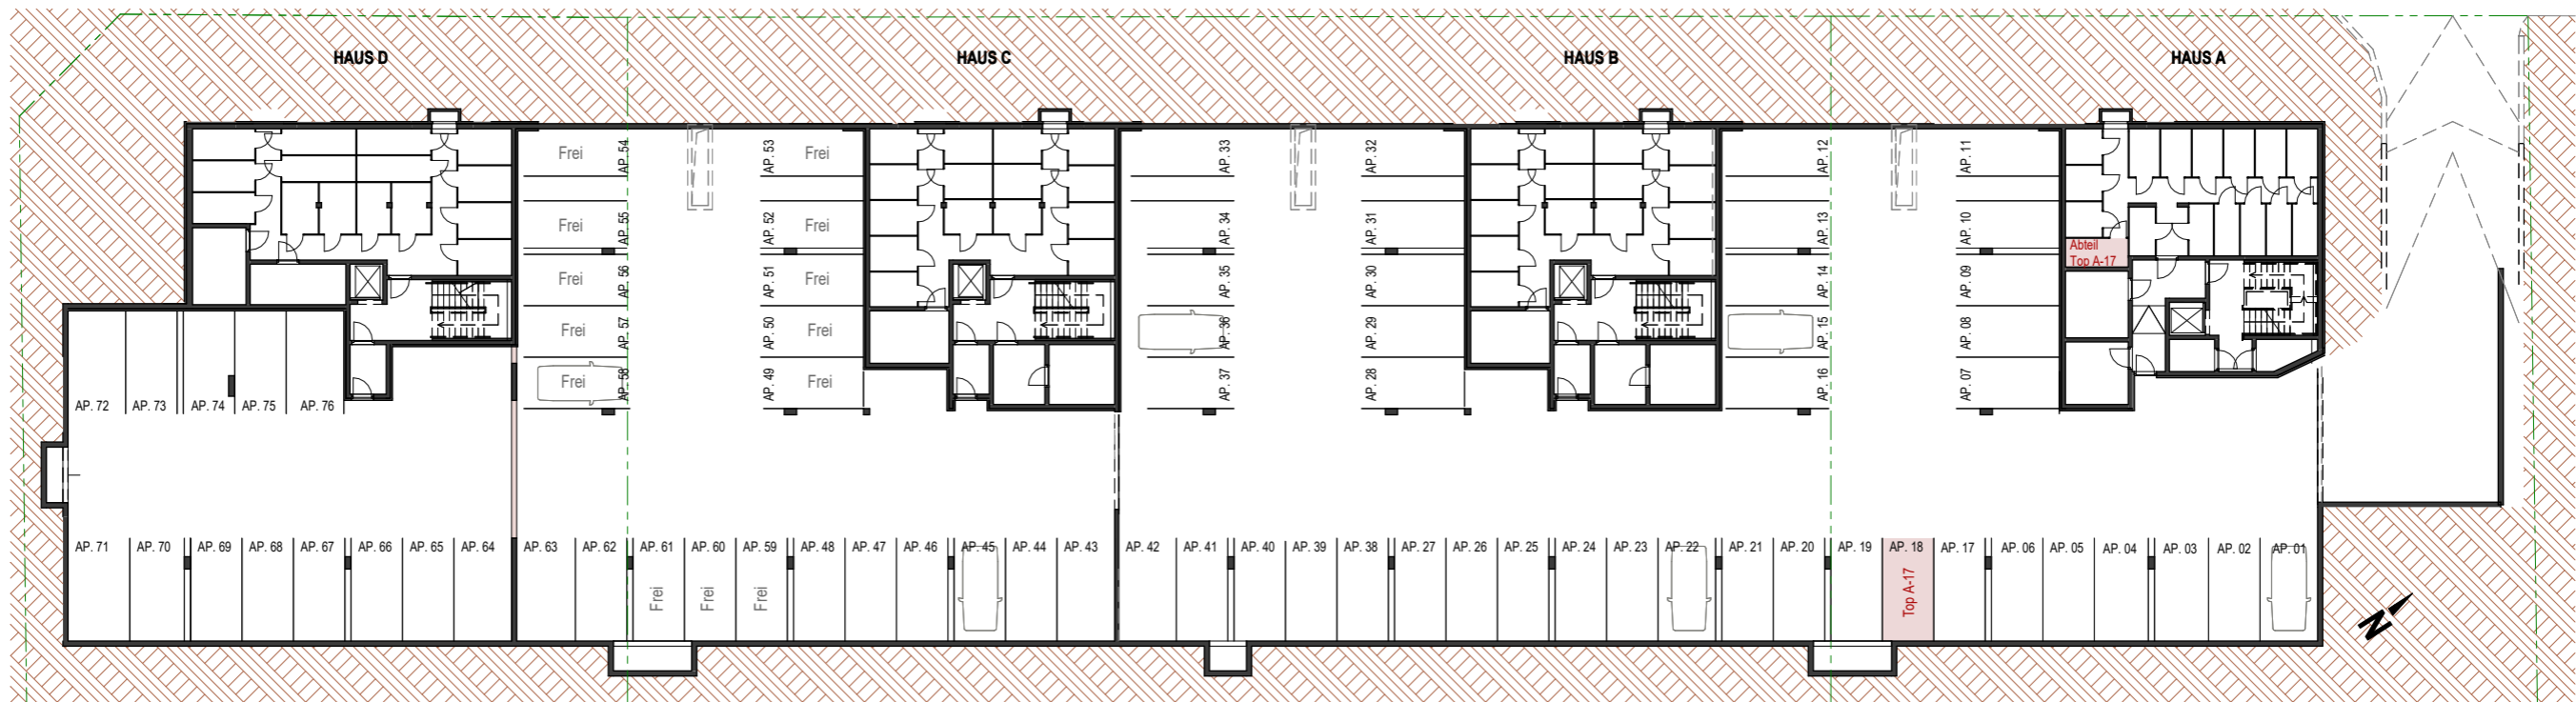 HAUS D
HAUS C
HAUS B
HAUS A
Frei
AP. 54
AP. 53
Frei
AP. 33
AP. 32
AP. 12
AP. 11
Frei
AP. 55
AP. 52
Frei
AP. 34
AP. 31
AP. 13
AP. 10
Abteil
Top A-17
Frei
AP. 56
AP. 51
Frei
AP. 35
AP. 30
AP. 14
AP. 09
Frei
AP. 57
AP. 50
Frei
AP. 36
AP. 29
AP. 15
AP. 08
Frei
AP. 58
AP. 49
Frei
AP. 37
AP. 28
AP. 16
AP. 07
AP. 72
AP. 73
AP. 74
AP. 75
AP. 76
AP. 71
AP. 70
AP. 69
AP. 68
AP. 67
AP. 66
AP. 65
AP. 64
AP. 63
AP. 62
AP. 61
AP. 60
AP. 59
AP. 48
AP. 47
AP. 46
AP. 45
AP. 44
AP. 43
AP. 42
AP. 41
AP. 40
AP. 39
AP. 38
AP. 27
AP. 26
AP. 25
AP. 24
AP. 23
AP. 22
AP. 21
AP. 20
AP. 19
AP. 18
AP. 17
AP. 06
AP. 05
AP. 04
AP. 03
AP. 02
AP. 01
Frei
Frei
Frei
Top A-17
N